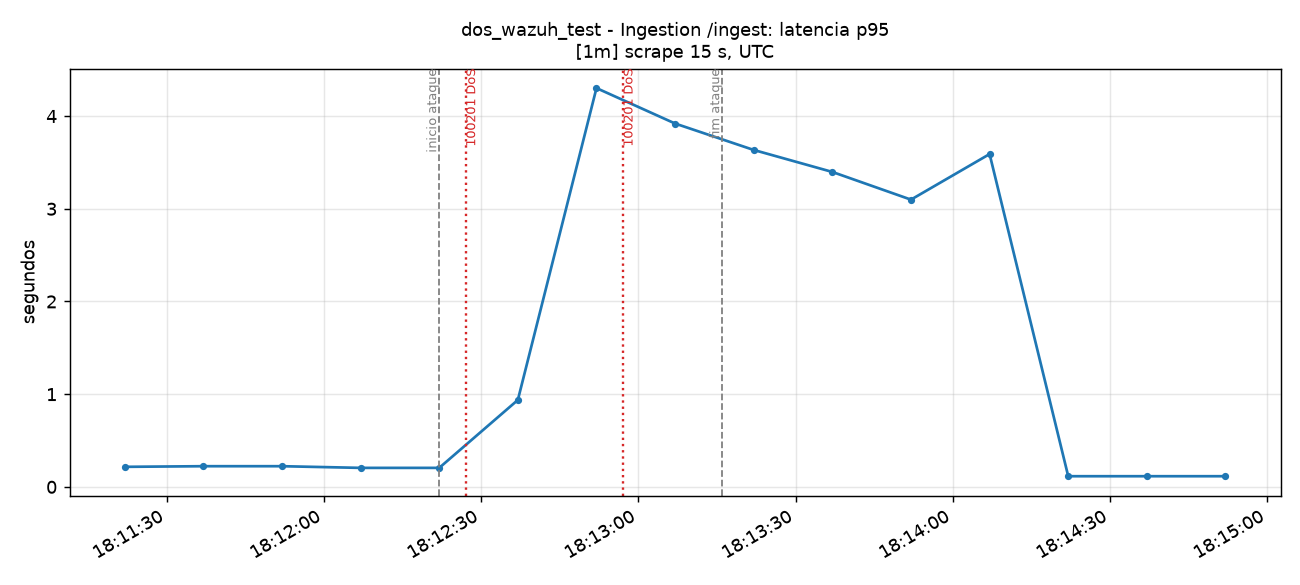 dos_wazuh_test - Ingestion /ingest: latencia p95
[1m] scrape 15 s, UTC
segundos
4
3
2
1
0
inicio ataque
100201 DoS
100201 DoS
fin ataque
18:11:30
18:12:00
18:12:30
18:13:00
18:13:30
18:14:00
18:14:30
18:15:00